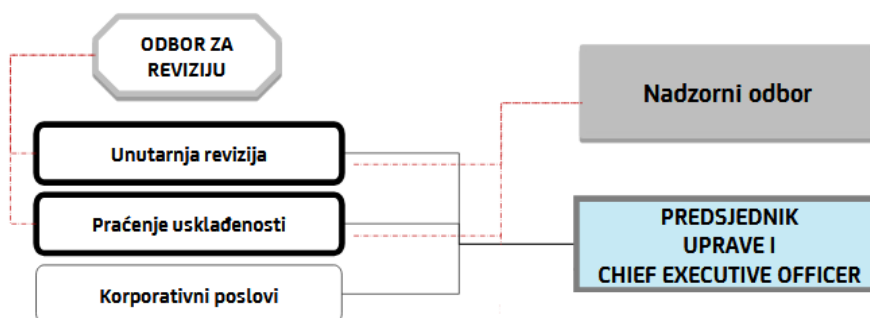 ODBOR ZA
REVIZIJU
Nadzorni odbor
Unutarnja revizija
Praćenje usklađenosti
PREDSJEDNIK
UPRAVE I
CHIEF EXECUTIVE OFFICER
Korporativni poslovi